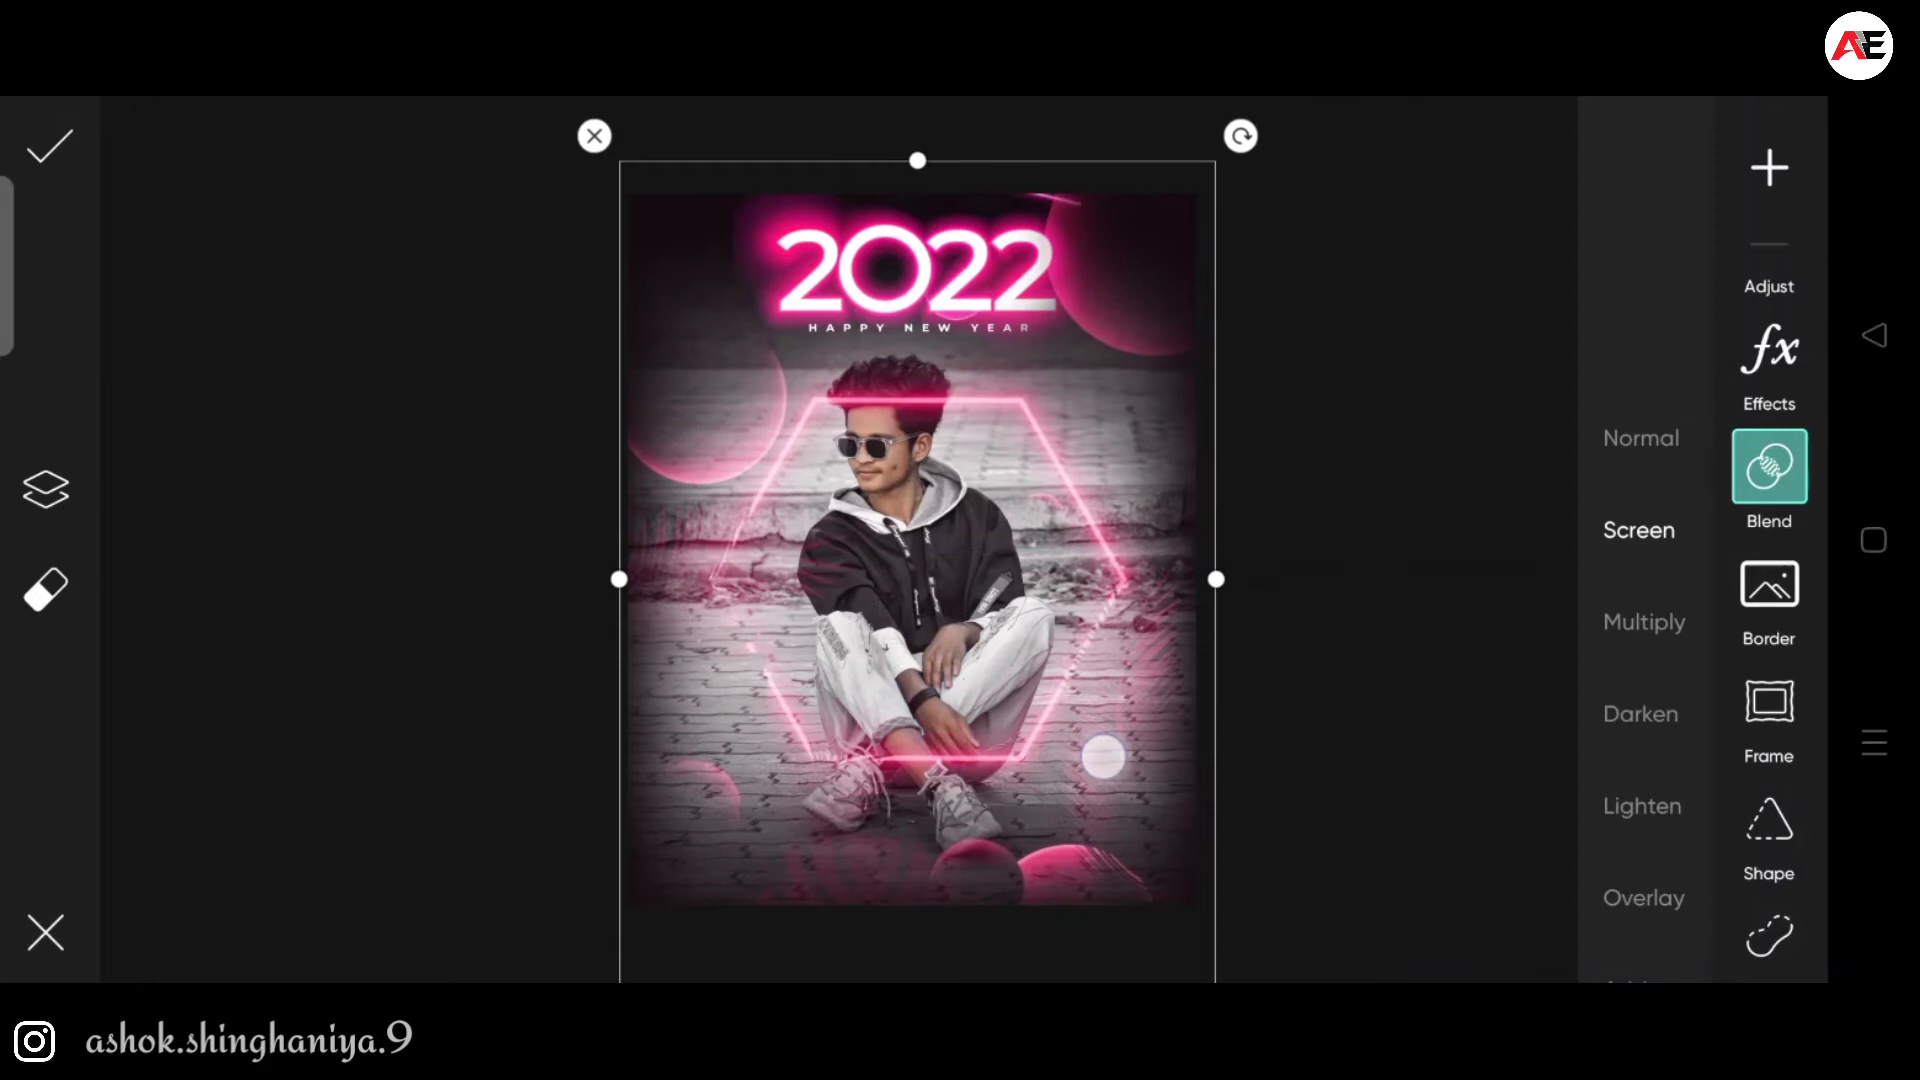 AE
2022
HAPPY NEW YEAR
Adjust
fx
Effects
Normal
Blend
Screen
Multiply
Border
Darken
Frame
Lighten
Shape
Overlay
ashok.shinghaniya.9